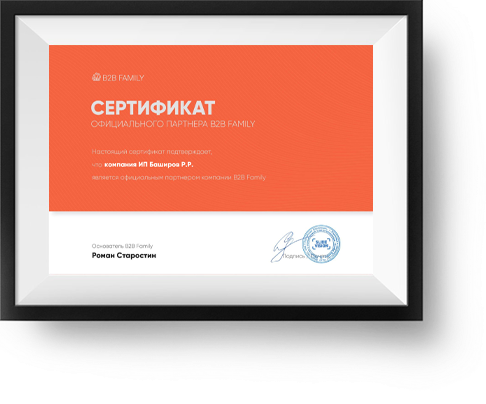 B2B FAMILY
СЕРТИФИКАТ
ОФИЦИАЛЬНОГО ПАРТНЕРА B2B FAMILY
Настоящий сертификат подтверждает,
что компания ИП Баширов Р.Р.
является официальным партнером компании B2B Family
Основатель B2B Family
Роман Старостин
Подпись